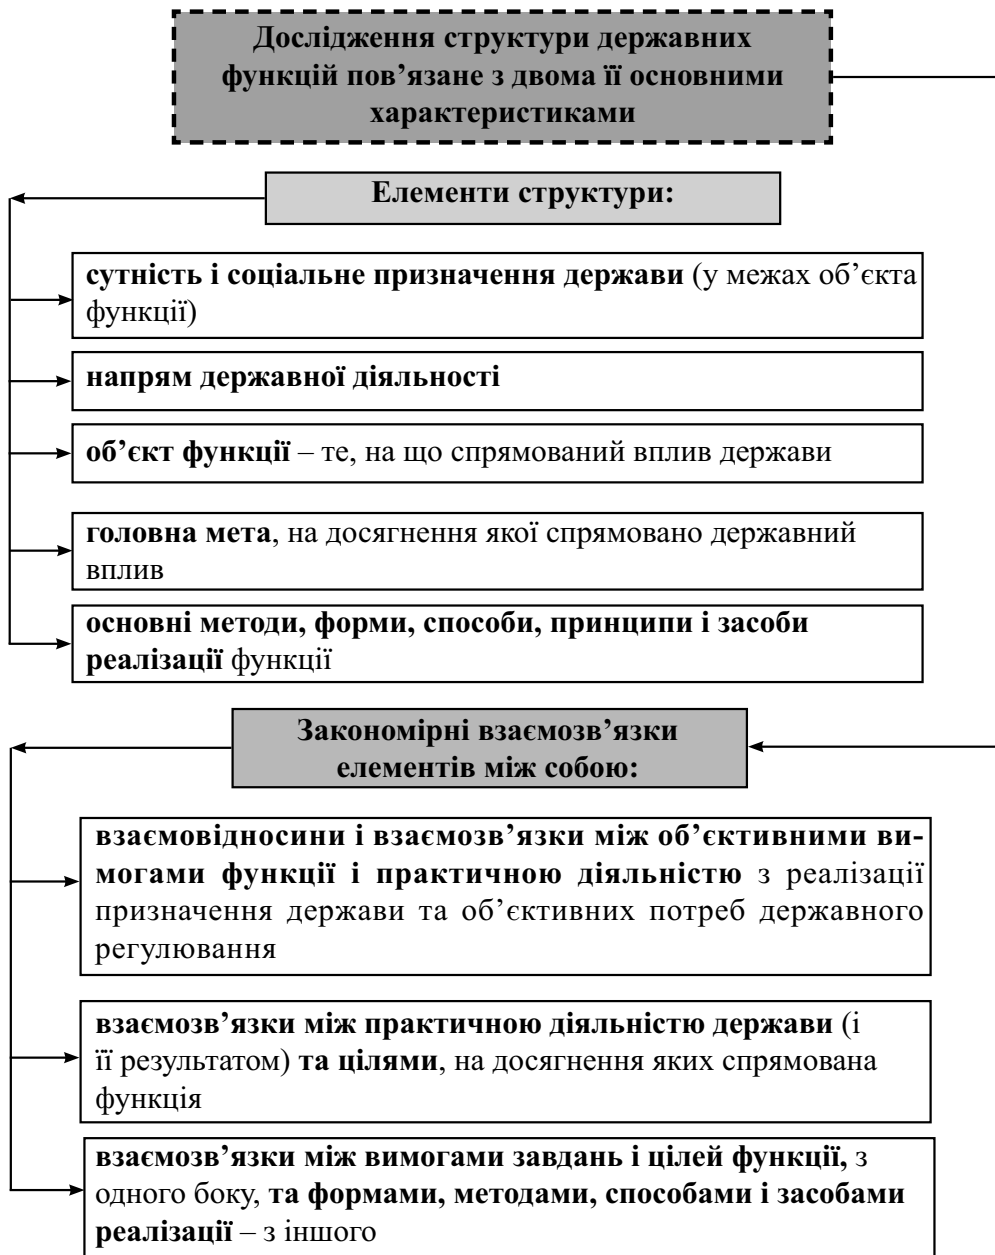 Дослідження структури державних
функцій пов’язане з двома її основними
характеристиками
Елементи структури:
сутність і соціальне призначення держави (у межах об’єкта
функції)
напрям державної діяльності
об’єкт функції – те, на що спрямований вплив держави
головна мета, на досягнення якої спрямовано державний
вплив
основні методи, форми, способи, принципи і засоби
реалізації функції
Закономірні взаємозв’язки
елементів між собою:
взаємовідносини і взаємозв’язки між об’єктивними ви-
могами функції і практичною діяльністю з реалізації
призначення держави та об’єктивних потреб державного
регулювання
взаємозв’язки між практичною діяльністю держави (і
її результатом) та цілями, на досягнення яких спрямована
функція
взаємозв’язки між вимогами завдань і цілей функції, з
одного боку, та формами, методами, способами і засобами
реалізації – з іншого